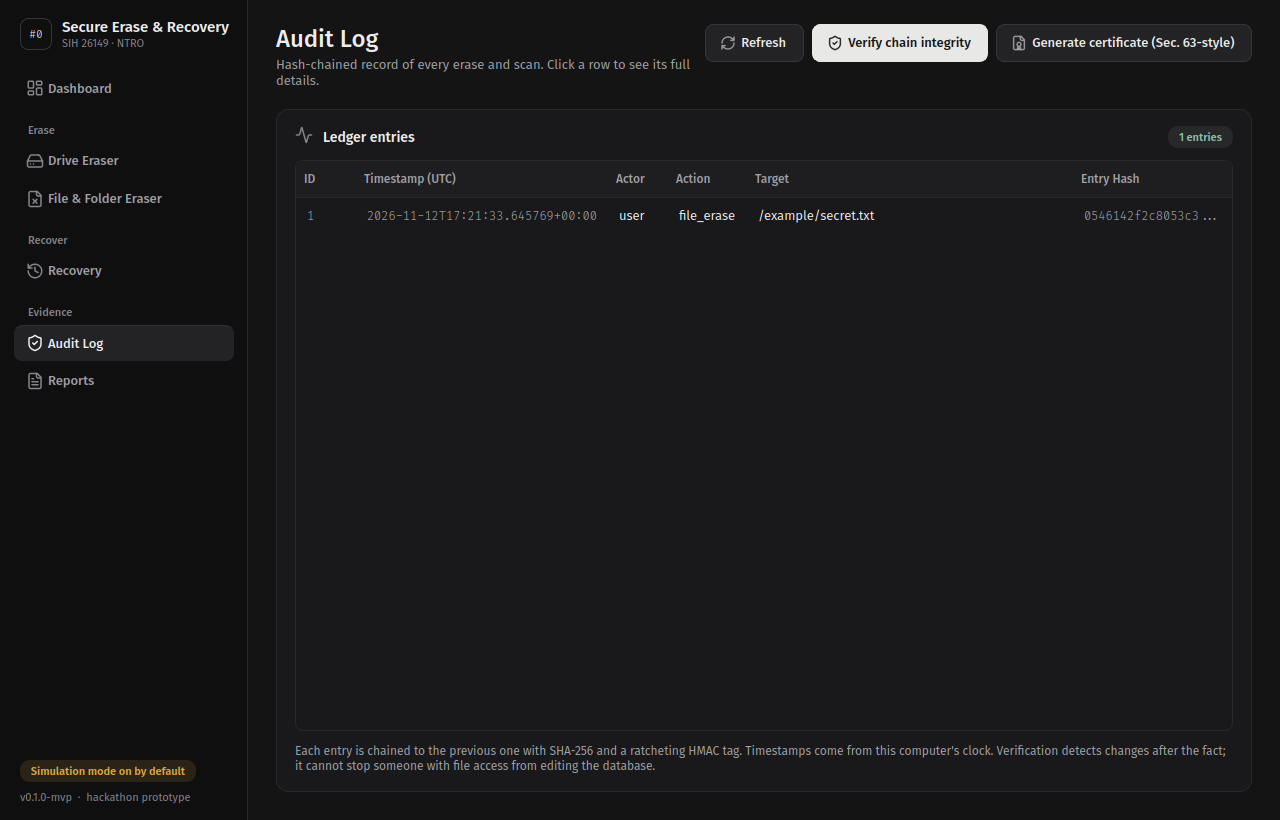 #0
Secure Erase & Recovery
SIH 26149 · NTRO
Dashboard
Erase
Drive Eraser
File & Folder Eraser
Recover
Recovery
Evidence
Audit Log
Reports
Simulation mode on by default
v0.1.0-mvp · hackathon prototype
Audit Log
Hash-chained record of every erase and scan. Click a row to see its full
details.
Refresh
Verify chain integrity
Generate certificate (Sec. 63-style)
Ledger entries
1 entries
ID Timestamp (UTC) Actor Action Target Entry Hash
1 2026-11-12T17:21:33.645769+00:00 user file_erase /example/secret.txt 0546142f2c8053c3...
Each entry is chained to the previous one with SHA-256 and a ratcheting HMAC tag. Timestamps come from this computer's clock. Verification detects changes after the fact;
it cannot stop someone with file access from editing the database.